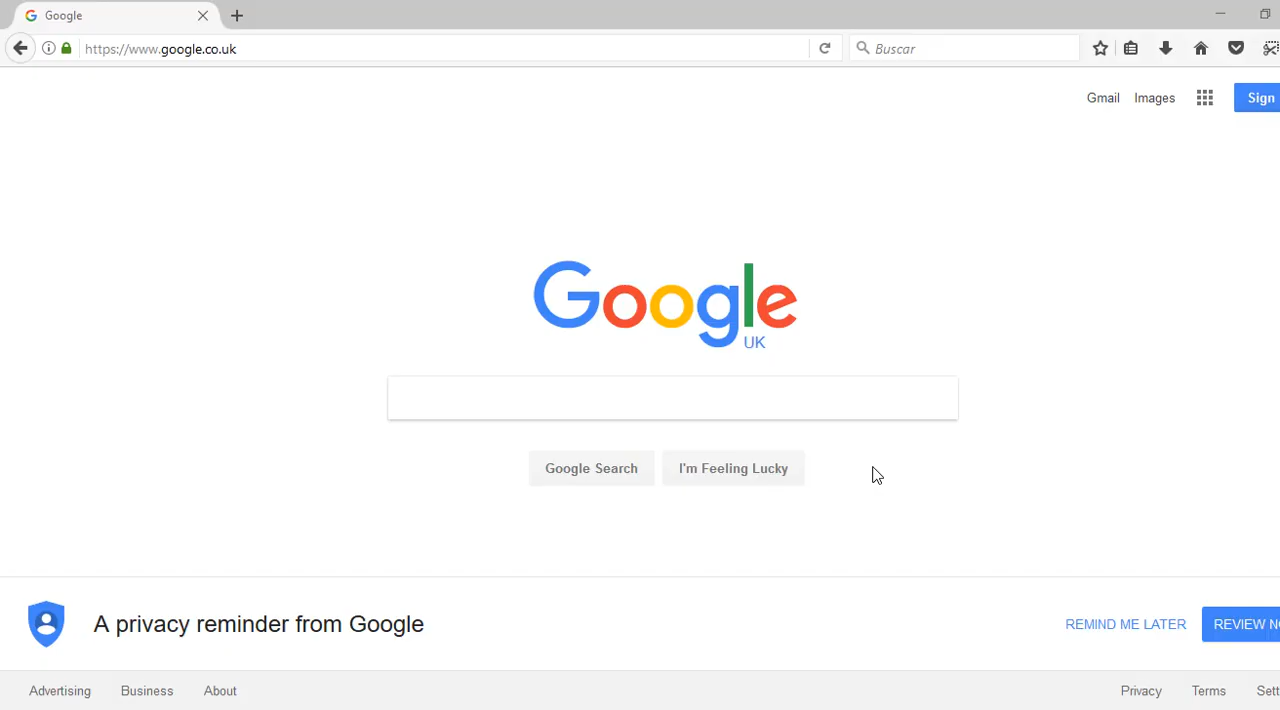 Google
https://www.google.co.uk
Buscar
Gmail Images Sign
Google
UK
Google Search I'm Feeling Lucky
A privacy reminder from Google REMIND ME LATER REVIEW NO
Advertising Business About Privacy Terms Sett